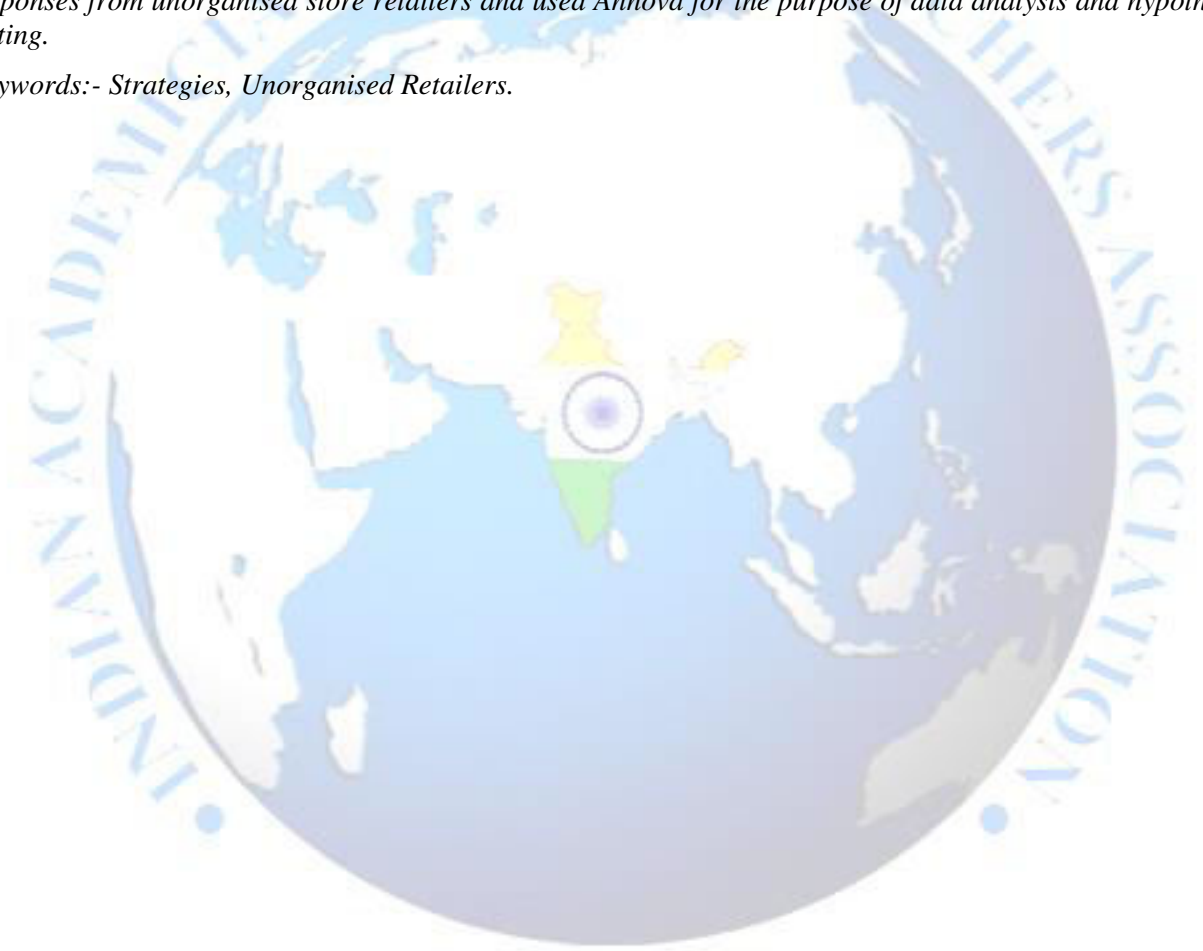 ponses from unorganised store retailers and used Annova for the purpose of data analysis and hypoth
ting.
ywords:- Strategies, Unorganised Retailers.
INDIAN ACADEMIC CHERS ASSOCIATION